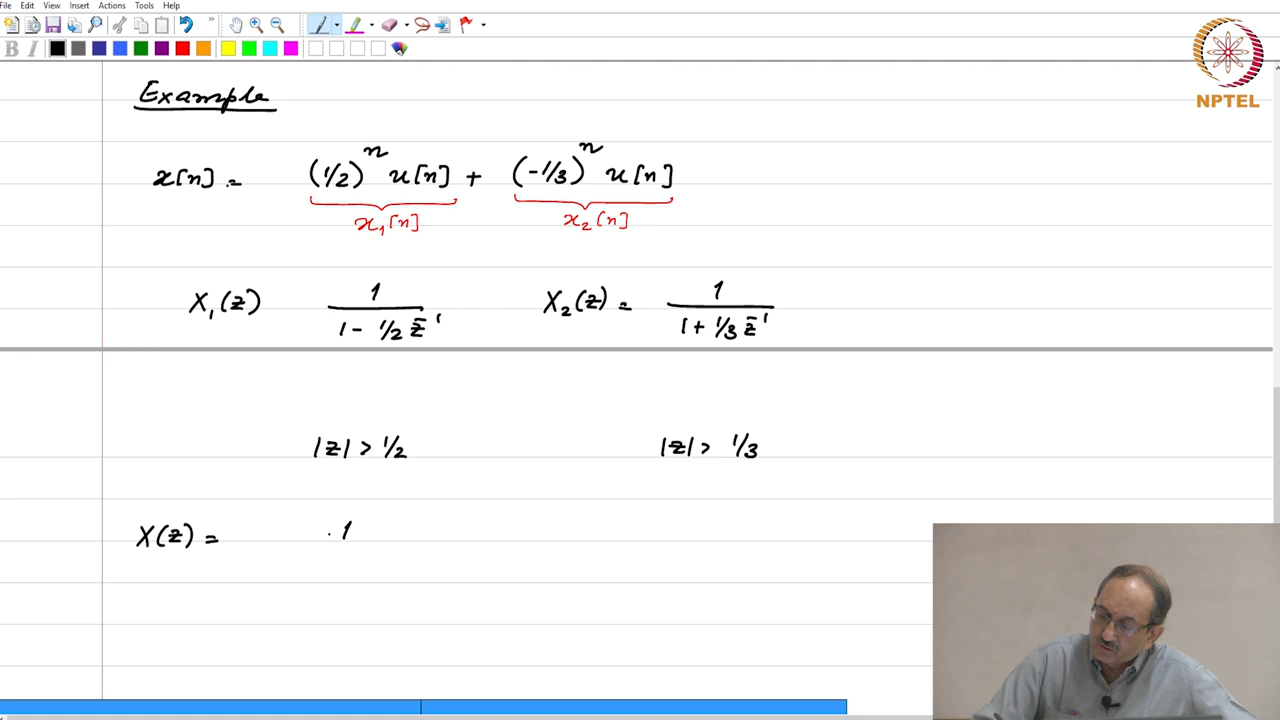 File Edit View Insert Actions Tools Help
B I
NPTEL
Example
x[n] = (1/2)^n u[n] + (-1/3)^n u[n]
x₁[n] x₂[n]
X₁(z) 1 / (1 - 1/2 z⁻¹) X₂(z) = 1 / (1 + 1/3 z⁻¹)
|z| > 1/2 |z| > 1/3
X(z) = 1